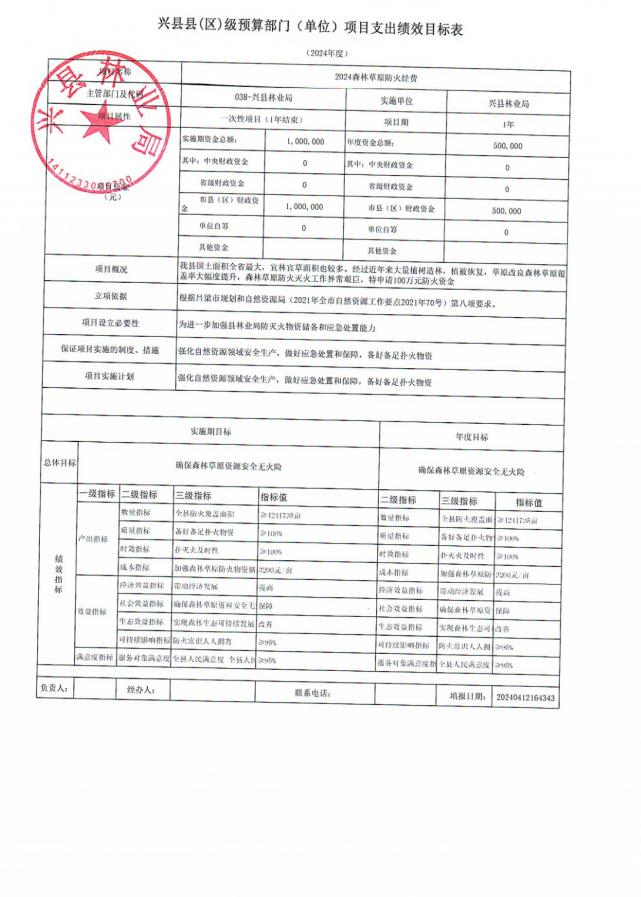 兴县县(区)级预算部门（单位）项目支出绩效目标表
（2024年度）
项目名称 2024森林草原防火经费
主管部门及代码 038-兴县林业局 实施单位 兴县林业局
项目属性 一次性项目（1年结束） 项目期 1年
项目资金（元） 实施期资金总额： 1,000,000 年度资金总额： 500,000
其中：中央财政资金 0 其中：中央财政资金 0
省级财政资金 0 省级财政资金 0
市县（区）财政资金 1,000,000 市县（区）财政资金 500,000
单位自筹 0 单位自筹 0
其他资金 其他资金
项目概况 我县国土面积全省最大，宜林宜草面积也较多。经过近年来大量植树造林，植被恢复，草原改良森林草原覆
盖率大幅度提升，森林、草原防火灭火工作异常艰巨，特申请100万元防火资金
立项依据 根据吕梁市规划和自然资源局（2021年全市自然资源工作要点2021年70号）第八项要求。
项目设立必要性 为进一步加强县林业局防灭火物资储备和应急处置能力
保证项目实施的制度、措施 强化自然资源领域安全生产，做好应急处置和保障，备好备足扑火物资
项目实施计划 强化自然资源领域安全生产，做好应急处置和保障，备好备足扑火物资
实施期目标 年度目标
总体目标 确保森林草原资源安全无火险 确保森林草原资源安全无火险
绩效指标
一级指标 二级指标 三级指标 指标值 二级指标 三级指标 指标值
产出指标 数量指标 全县防火覆盖面积 ≥1241735亩 数量指标 全县防火覆盖面 ≥1241735亩
质量指标 备好备足扑火物资 ≥100% 质量指标 备好备足扑火物 ≥100%
时效指标 扑灭火及时性 ≥100% 时效指标 扑灭火及时性 ≥100%
成本指标 加强森林草原防火物资储 3200元/亩 成本指标 加强森林草原防 3200元/亩
效益指标 经济效益指标 带动经济发展 提高 经济效益指标 带动经济发展 提高
社会效益指标 确保森林草原资源安全无 保障 社会效益指标 确保森林草原资 保障
生态效益指标 实现森林生态可持续发展 改善 生态效益指标 实现森林生态可 改善
可持续影响指标 防火常识人人拥有 ≥95% 可持续影响指标 防火常识人人拥 ≥95%
满意度指标 服务对象满意度 全县人民满意度 全县人民 ≥95% 服务对象满意度指 全县人民满意度 ≥95%
负责人： 经办人： 联系电话： 填报日期： 20240412164343